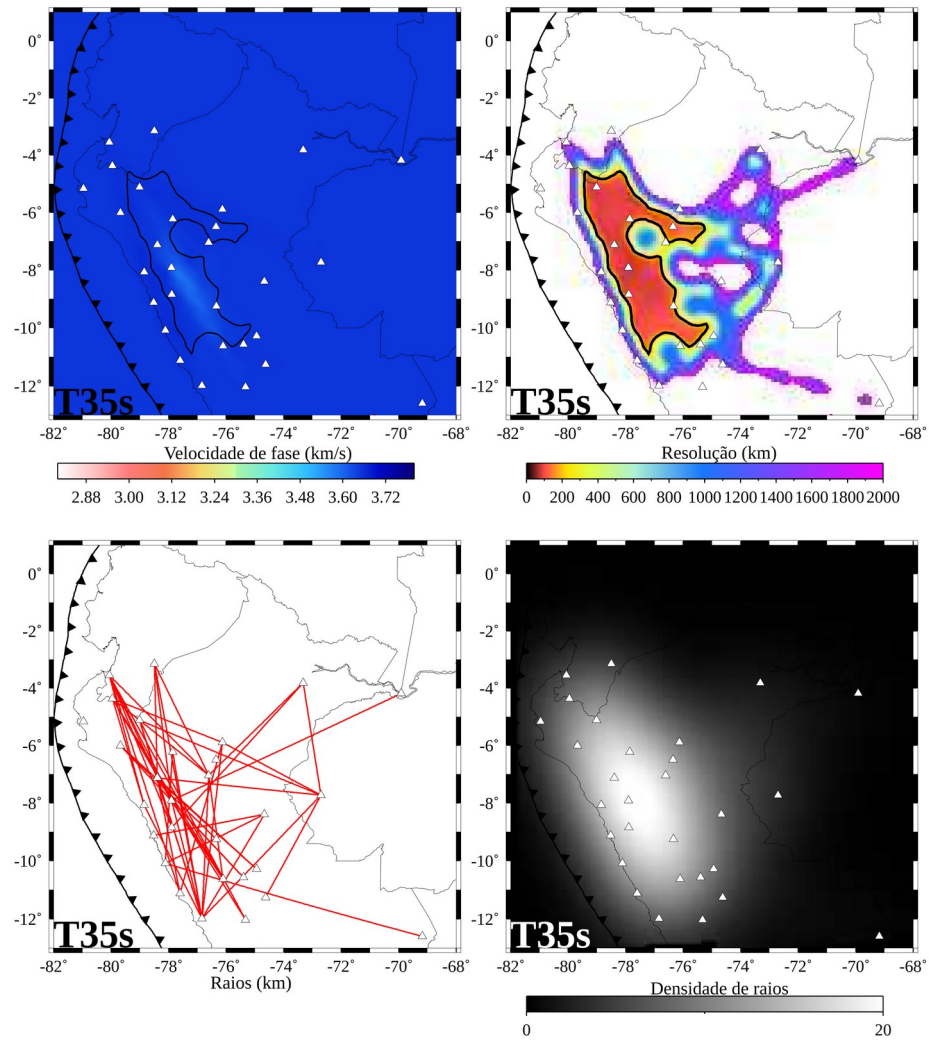 0°
-2°
-4°
-6°
-8°
-10°
-12°
T35s
-82 -80 -78 -76 -74 -72 -70 -68
Velocidade de fase (km/s)
2.88 3.00 3.12 3.24 3.36 3.48 3.60 3.72
0°
-2°
-4°
-6°
-8°
-10°
-12°
T35s
-82 -80 -78 -76 -74 -72 -70 -68
Resolução (km)
0 200 400 600 800 1000 1200 1400 1600 1800 2000
0°
-2°
-4°
-6°
-8°
-10°
-12°
T35s
-82 -80 -78 -76 -74 -72 -70 -68
Raios (km)
0°
-2°
-4°
-6°
-8°
-10°
-12°
T35s
-82 -80 -78 -76 -74 -72 -70 -68
Densidade de raios
0 20